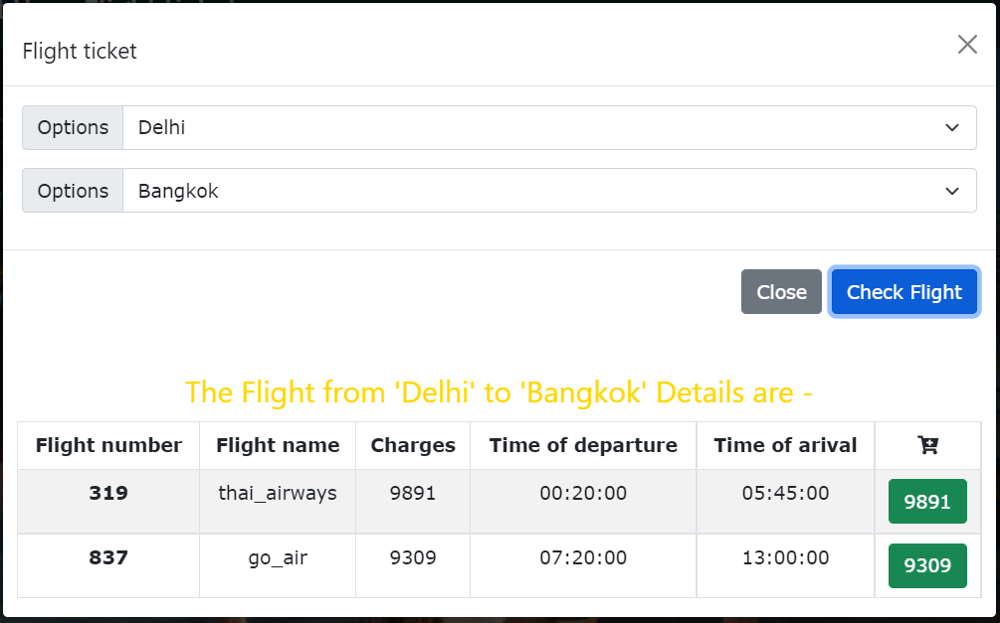 Flight ticket
Options Delhi
Options Bangkok
Close Check Flight
The Flight from 'Delhi' to 'Bangkok' Details are -
Flight number Flight name Charges Time of departure Time of arival
319 thai_airways 9891 00:20:00 05:45:00 9891
837 go_air 9309 07:20:00 13:00:00 9309